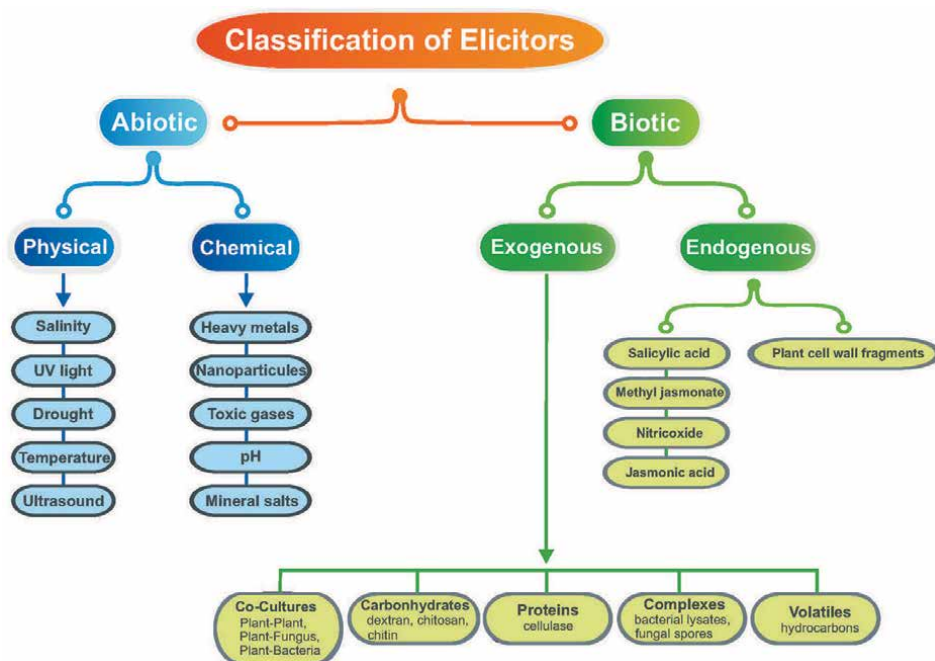 Classification of Elicitors
Abiotic
Biotic
Physical
Chemical
Exogenous
Endogenous
Salinity
UV light
Drought
Temperature
Ultrasound
Heavy metals
Nanoparticules
Toxic gases
pH
Mineral salts
Salicylic acid
Methyl jasmonate
Nitricoxide
Jasmonic acid
Plant cell wall fragments
Co-Cultures
Plant-Plant,
Plant-Fungus,
Plant-Bacteria
Carbonhydrates
dextran, chitosan,
chitin
Proteins
cellulase
Complexes
bacterial lysates,
fungal spores
Volatiles
hydrocarbons